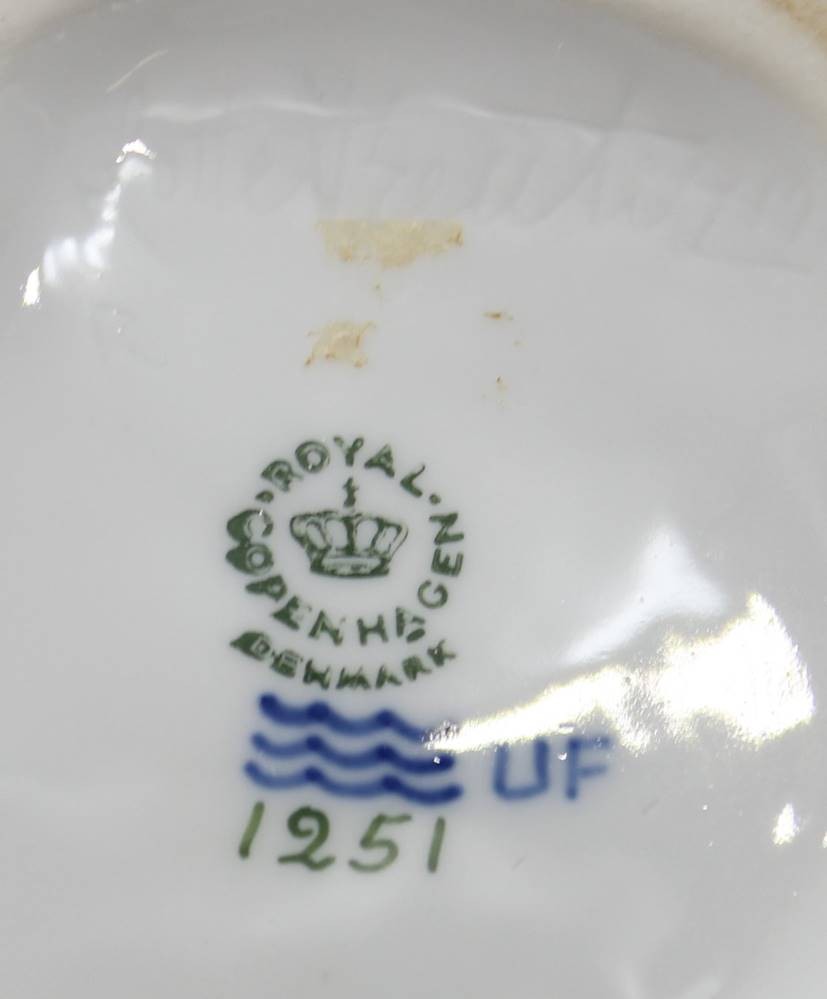 ROYAL
COPENHAGEN
DENMARK
UF
1251